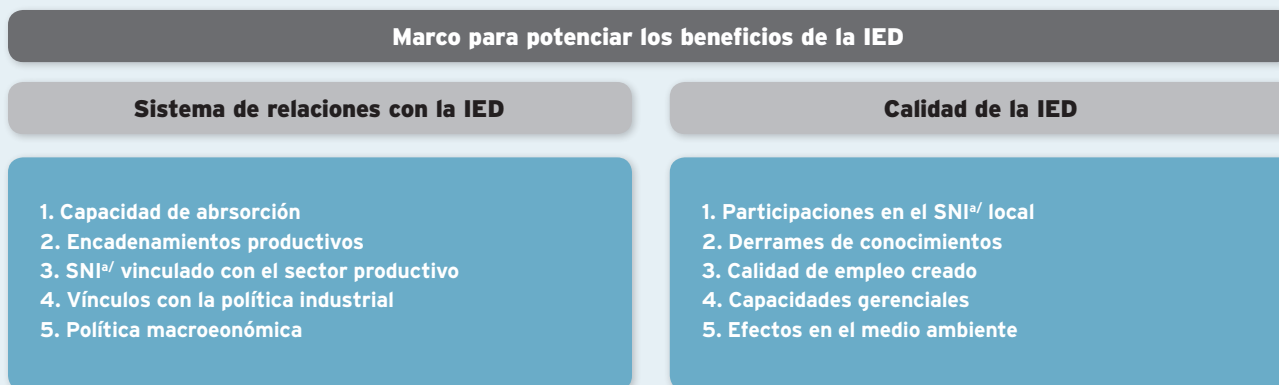 Marco para potenciar los beneficios de la IED
Sistema de relaciones con la IED
1. Capacidad de abrsorción
2. Encadenamientos productivos
3. SNIa/ vinculado con el sector productivo
4. Vínculos con la política industrial
5. Política macroeonómica
Calidad de la IED
1. Participaciones en el SNIa/ local
2. Derrames de conocimientos
3. Calidad de empleo creado
4. Capacidades gerenciales
5. Efectos en el medio ambiente